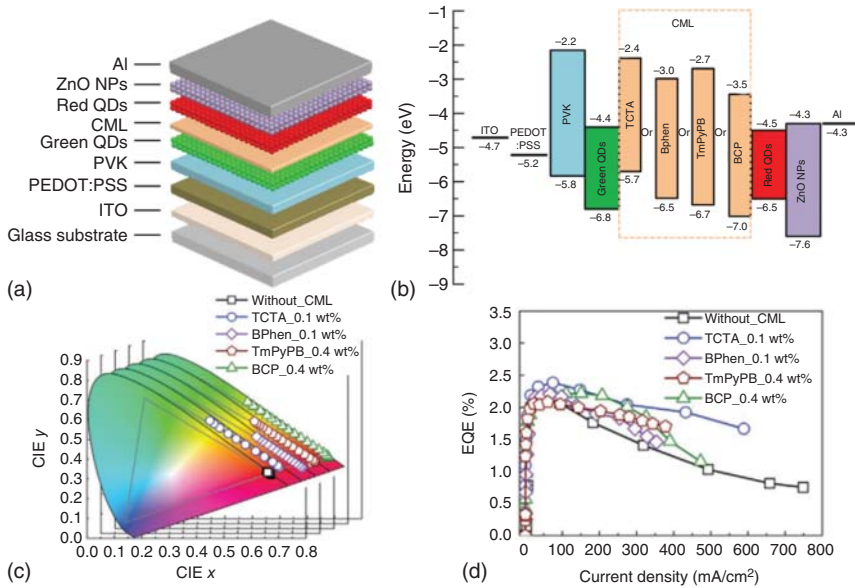 Al
ZnO NPs
Red QDs
CML
Green QDs
PVK
PEDOT:PSS
ITO
Glass substrate
(a)
Energy (eV)
−1
−2
−3
−4
−5
−6
−7
−8
−9
CML
ITO
−4.7
PEDOT
:PSS
−5.2
−2.2
PVK
−5.8
−4.4
Green QDs
−6.8
−2.4
TCTA
−5.7
Or
−3.0
Bphen
−6.5
Or
−2.7
TmPyPB
−6.7
Or
−3.5
BCP
−7.0
−4.5
Red QDs
−6.5
−4.3
ZnO NPs
−7.6
Al
−4.3
(b)
Without_CML
TCTA_0.1 wt%
BPhen_0.1 wt%
TmPyPB_0.4 wt%
BCP_0.4 wt%
CIE y
0.9
0.8
0.7
0.6
0.5
0.4
0.3
0.2
0.1
0.0
0.0 0.1 0.2 0.3 0.4 0.5 0.6 0.7 0.8
CIE x
(c)
EQE (%)
3.5
3.0
2.5
2.0
1.5
1.0
0.5
0.0
Without_CML
TCTA_0.1 wt%
BPhen_0.1 wt%
TmPyPB_0.4 wt%
BCP_0.4 wt%
0 100 200 300 400 500 600 700 800
Current density (mA/cm²)
(d)